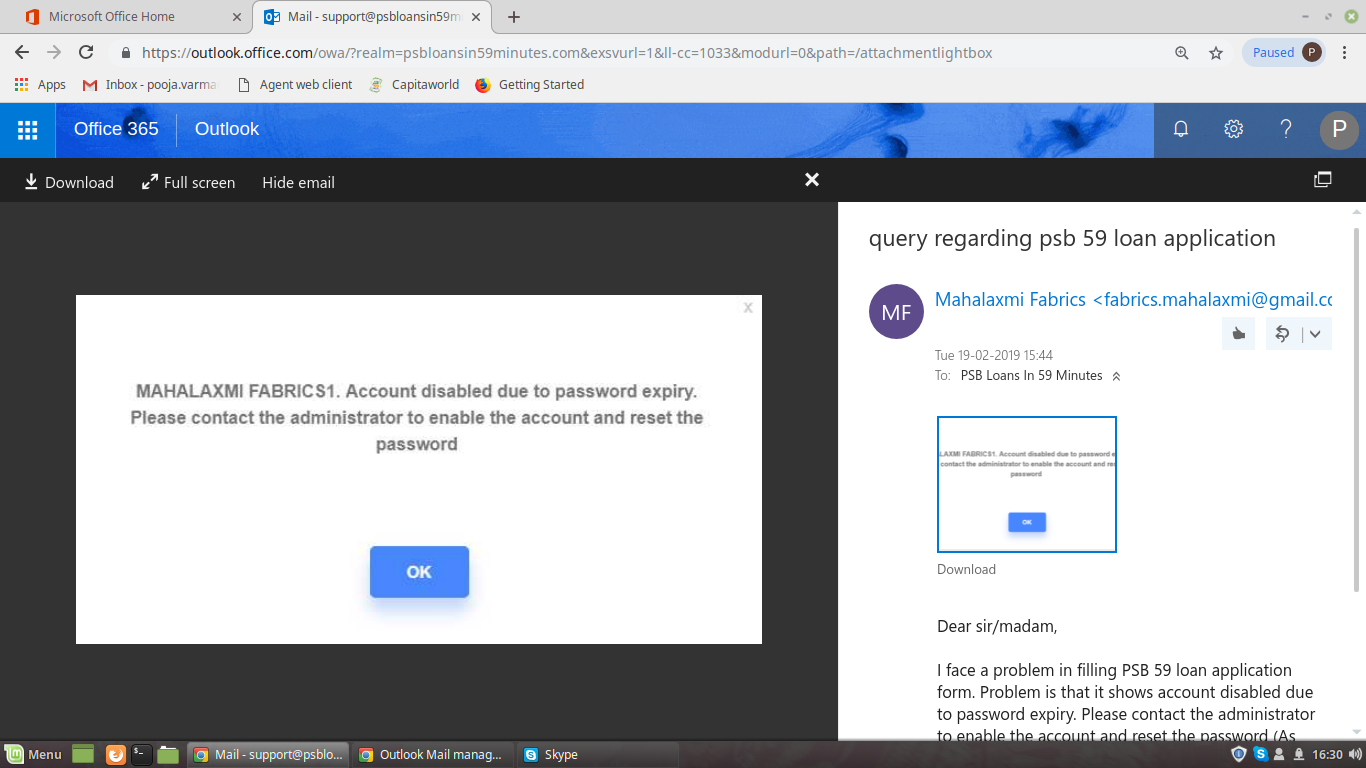 Microsoft Office Home
Mail - support@psbloansin59m
https://outlook.office.com/owa/?realm=psbloansin59minutes.com&exsvurl=1&ll-cc=1033&modurl=0&path=/attachmentlightbox
Paused
P
Apps
Inbox - pooja.varma
Agent web client
Capitaworld
Getting Started
Office 365
Outlook
?
P
Download
Full screen
Hide email
query regarding psb 59 loan application
MF
Mahalaxmi Fabrics <fabrics.mahalaxmi@gmail.co
Tue 19-02-2019 15:44
To: PSB Loans In 59 Minutes
X
MAHALAXMI FABRICS1. Account disabled due to password expiry.
Please contact the administrator to enable the account and reset the
password
OK
LAXMI FABRICS1. Account disabled due to password e
contact the administrator to enable the account and res
password
OK
Download
Dear sir/madam,
I face a problem in filling PSB 59 loan application
form. Problem is that it shows account disabled due
to password expiry. Please contact the administrator
to enable the account and reset the password (As
Menu
Mail - support@psblo...
Outlook Mail manag...
Skype
16:30